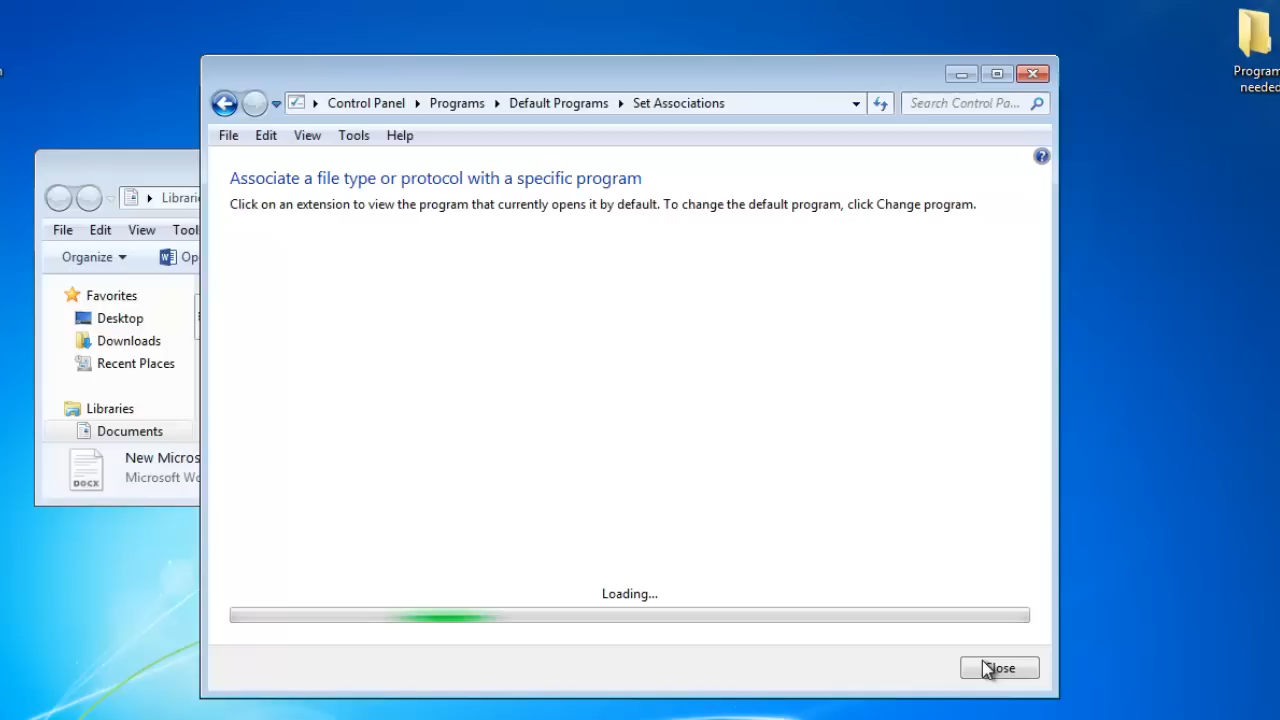 Program
needed
Control Panel
Programs
Default Programs
Set Associations
Search Control Pa...
File Edit View Tools Help
Associate a file type or protocol with a specific program
Click on an extension to view the program that currently opens it by default. To change the default program, click Change program.
Loading...
Close
Librari
File Edit View Tool
Organize Op
Favorites
Desktop
Downloads
Recent Places
Libraries
Documents
New Micros
Microsoft Wo
DOCX